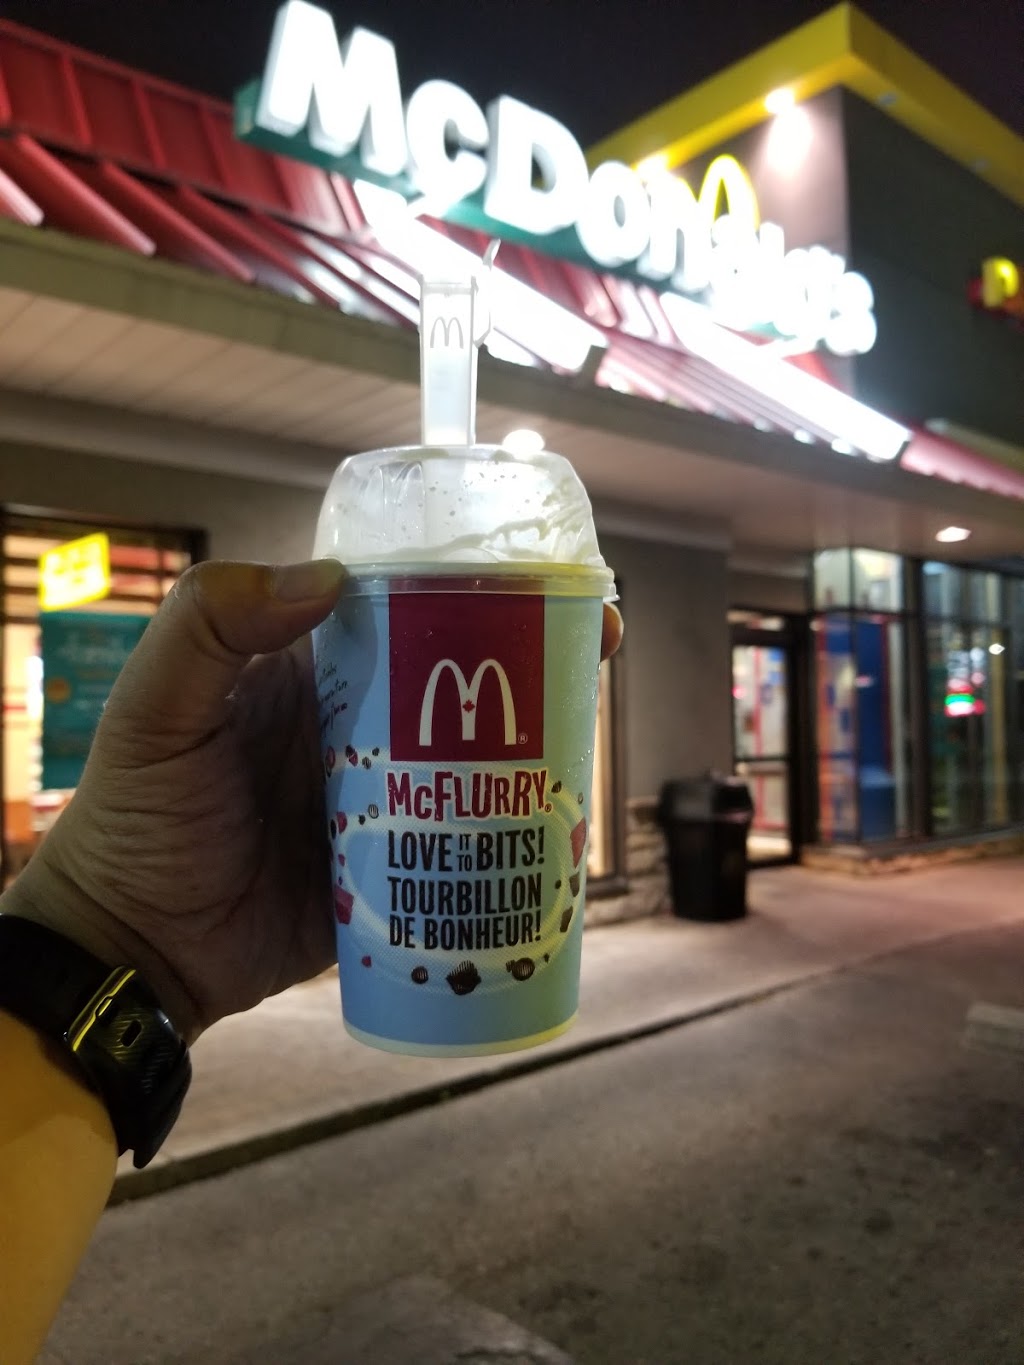 McDonald's
McFLURRY®
LOVE IT TO BITS!
TOURBILLON
DE BONHEUR!